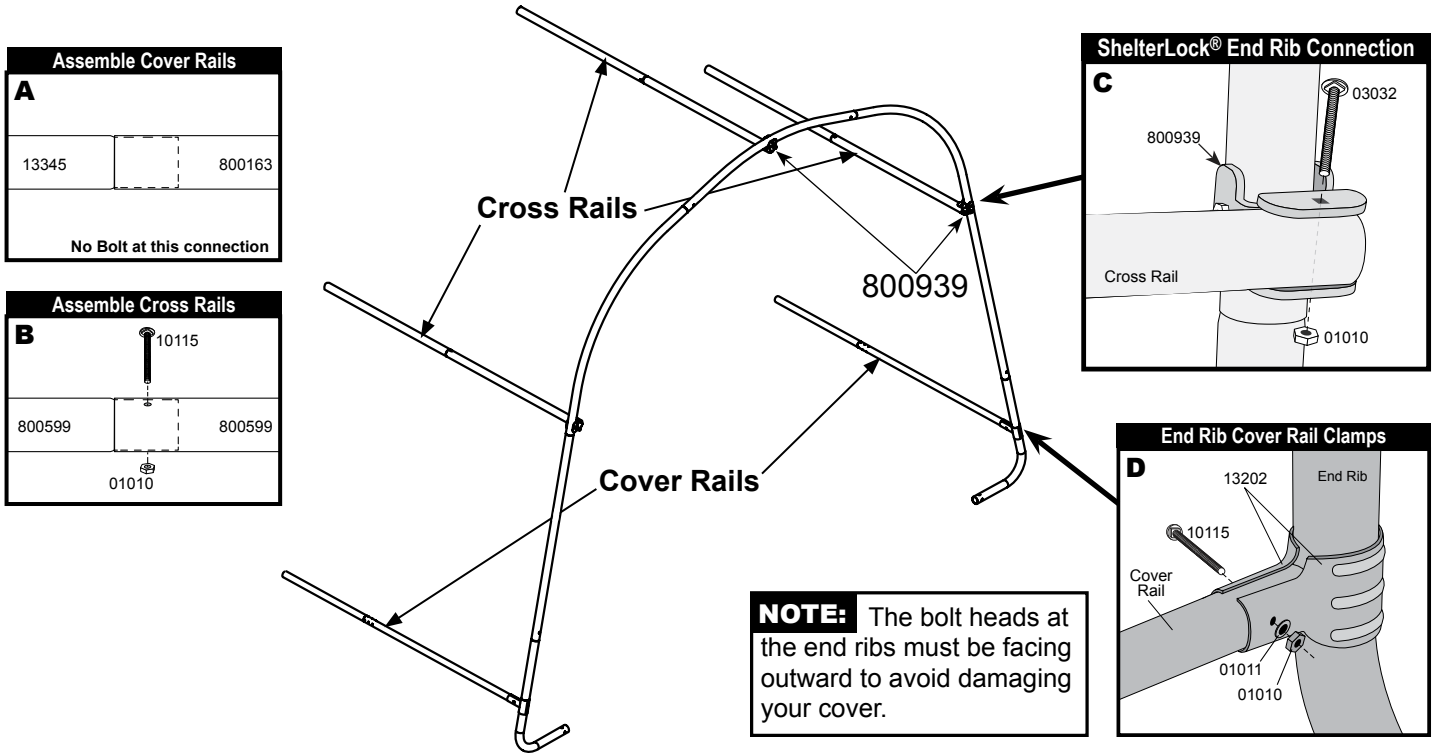 Assemble Cover Rails
A
13345
800163
No Bolt at this connection
Assemble Cross Rails
B
10115
800599
800599
01010
Cross Rails
800939
Cover Rails
ShelterLock® End Rib Connection
C
03032
800939
Cross Rail
01010
End Rib Cover Rail Clamps
D
13202
End Rib
10115
Cover
Rail
01011
01010
NOTE: The bolt heads at
the end ribs must be facing
outward to avoid damaging
your cover.